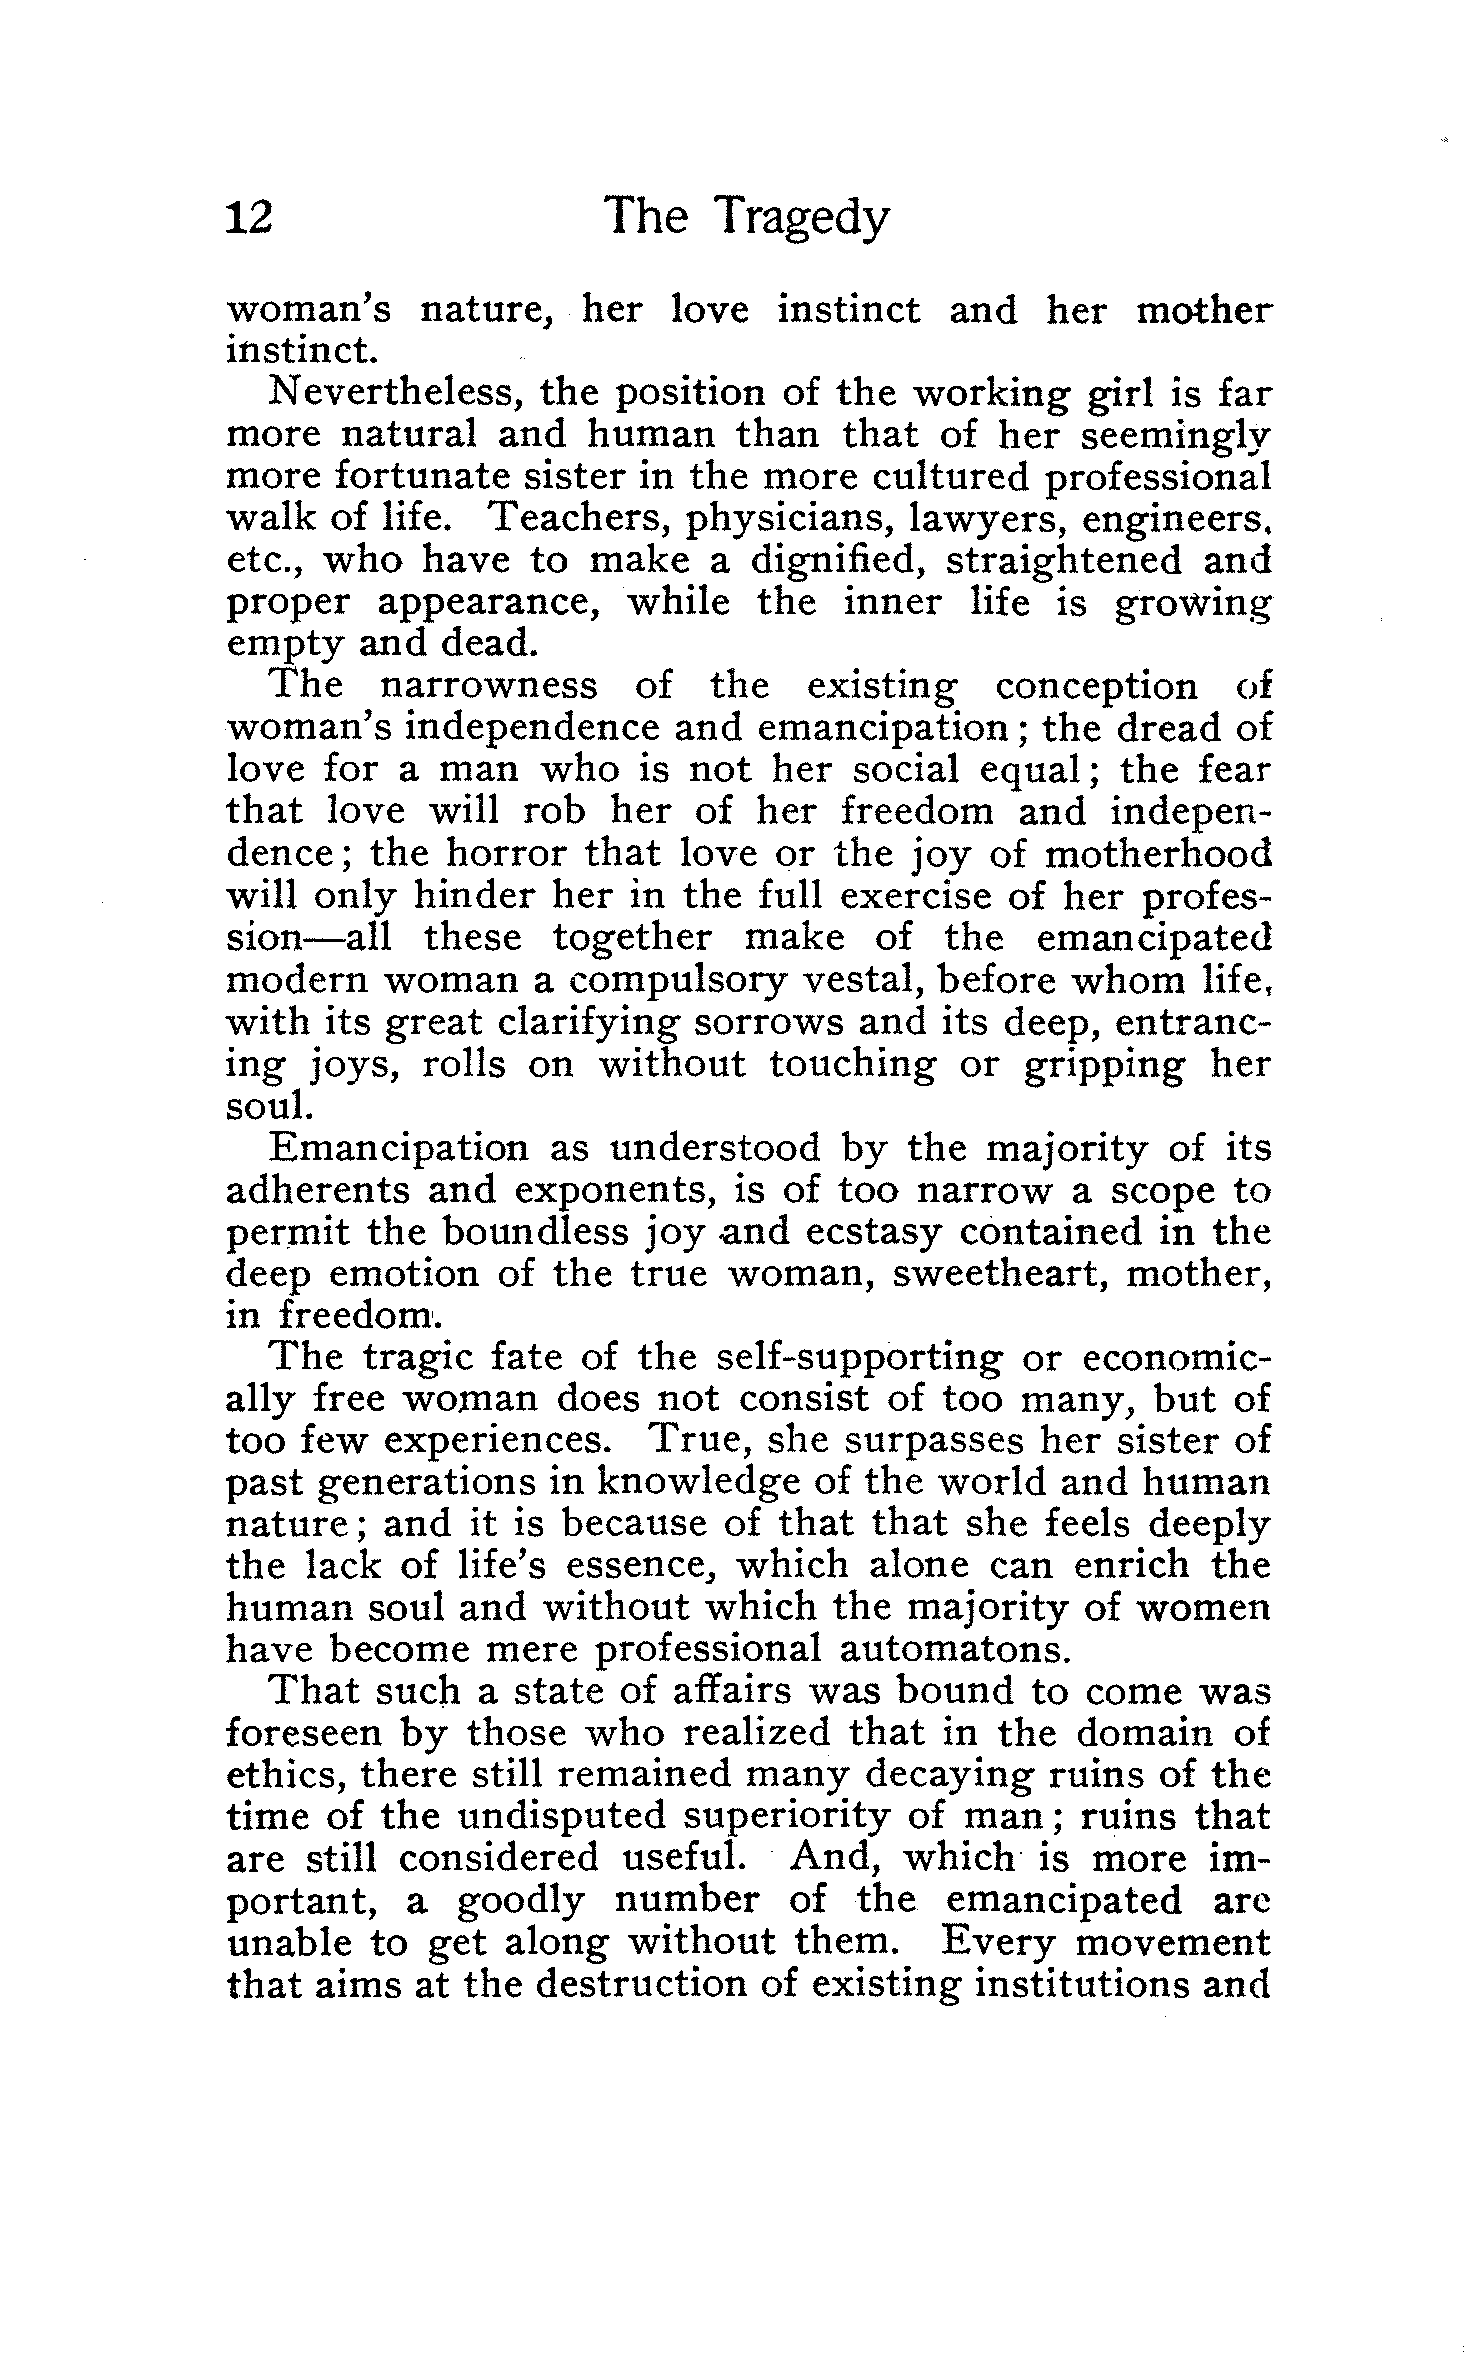 12 The Tragedy
woman's nature, her love instinct and her mother
instinct.
Nevertheless, the position of the working girl is far
more natural and human than that of her seemingly
more fortunate sister in the more cultured professional
walk of life. Teachers, physicians, lawyers, engineers,
etc., who have to make a dignified, straightened and
proper appearance, while the inner life is growing
empty and dead.
The narrowness of the existing conception of
woman's independence and emancipation; the dread of
love for a man who is not her social equal; the fear
that love will rob her of her freedom and indepen-
dence; the horror that love or the joy of motherhood
will only hinder her in the full exercise of her profes-
sion—all these together make of the emancipated
modern woman a compulsory vestal, before whom life,
with its great clarifying sorrows and its deep, entranc-
ing joys, rolls on without touching or gripping her
soul.
Emancipation as understood by the majority of its
adherents and exponents, is of too narrow a scope to
permit the boundless joy and ecstasy contained in the
deep emotion of the true woman, sweetheart, mother,
in freedom.
The tragic fate of the self-supporting or economic-
ally free woman does not consist of too many, but of
too few experiences. True, she surpasses her sister of
past generations in knowledge of the world and human
nature; and it is because of that that she feels deeply
the lack of life's essence, which alone can enrich the
human soul and without which the majority of women
have become mere professional automatons.
That such a state of affairs was bound to come was
foreseen by those who realized that in the domain of
ethics, there still remained many decaying ruins of the
time of the undisputed superiority of man; ruins that
are still considered useful. And, which is more im-
portant, a goodly number of the emancipated are
unable to get along without them. Every movement
that aims at the destruction of existing institutions and